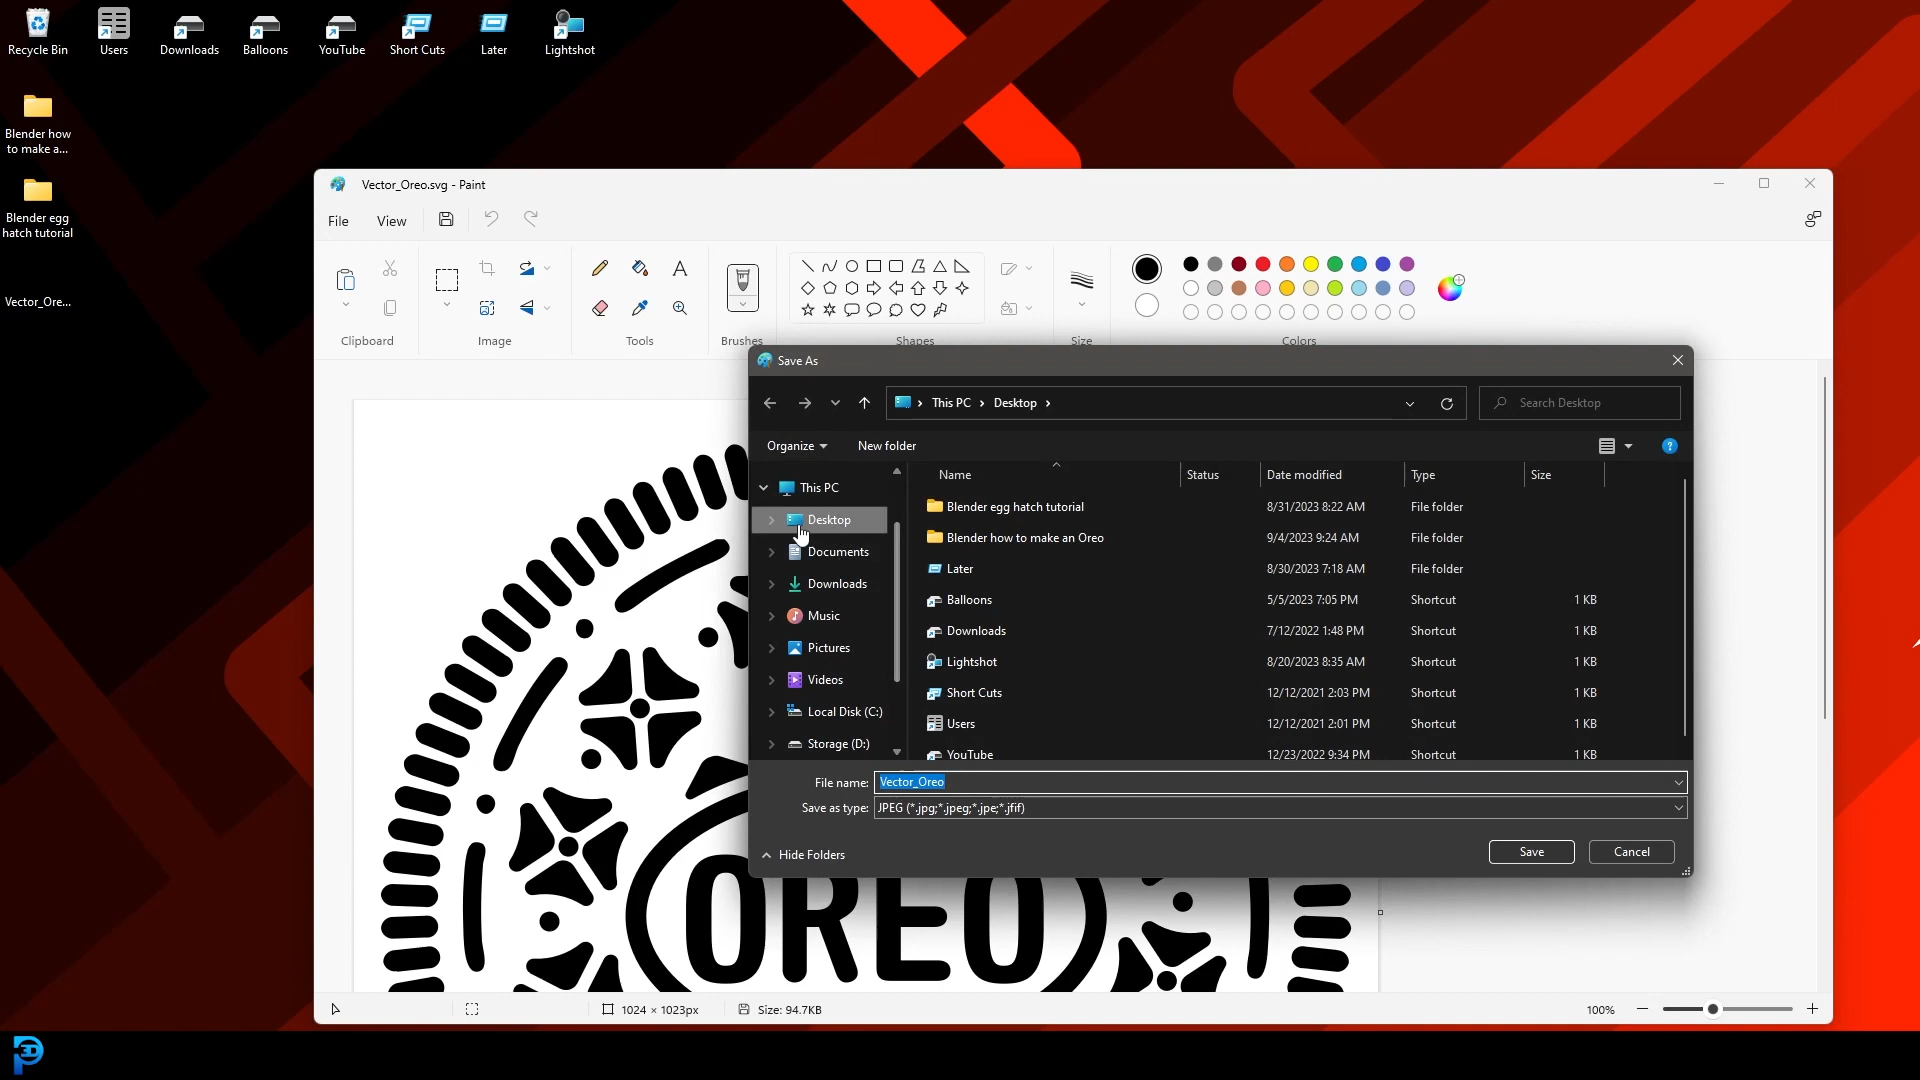 Recycle Bin
Users
Downloads
Balloons
YouTube
Short Cuts
Later
Lightshot
Blender how
to make a...
Blender egg
hatch tutorial
Vector_Ore...
Vector_Oreo.svg - Paint
File
View
Clipboard
Image
Tools
Brushes
Shapes
Size
Colors
Save As
This PC
Desktop
Search Desktop
Organize
New folder
This PC
Desktop
Documents
Downloads
Music
Pictures
Videos
Local Disk (C:)
Storage (D:)
Name Status Date modified Type Size
Blender egg hatch tutorial 8/31/2023 8:22 AM File folder
Blender how to make an Oreo 9/4/2023 9:24 AM File folder
Later 8/30/2023 7:18 AM File folder
Balloons 5/5/2023 7:05 PM Shortcut 1 KB
Downloads 7/12/2022 1:48 PM Shortcut 1 KB
Lightshot 8/20/2023 8:35 AM Shortcut 1 KB
Short Cuts 12/12/2021 2:03 PM Shortcut 1 KB
Users 12/12/2021 2:01 PM Shortcut 1 KB
YouTube 12/23/2022 9:34 PM Shortcut 1 KB
File name: Vector_Oreo
Save as type: JPEG (*.jpg;*.jpeg;*.jpe;*.jfif)
Hide Folders
Save
Cancel
OREO
1024 × 1023px
Size: 94.7KB
100%
3D
P